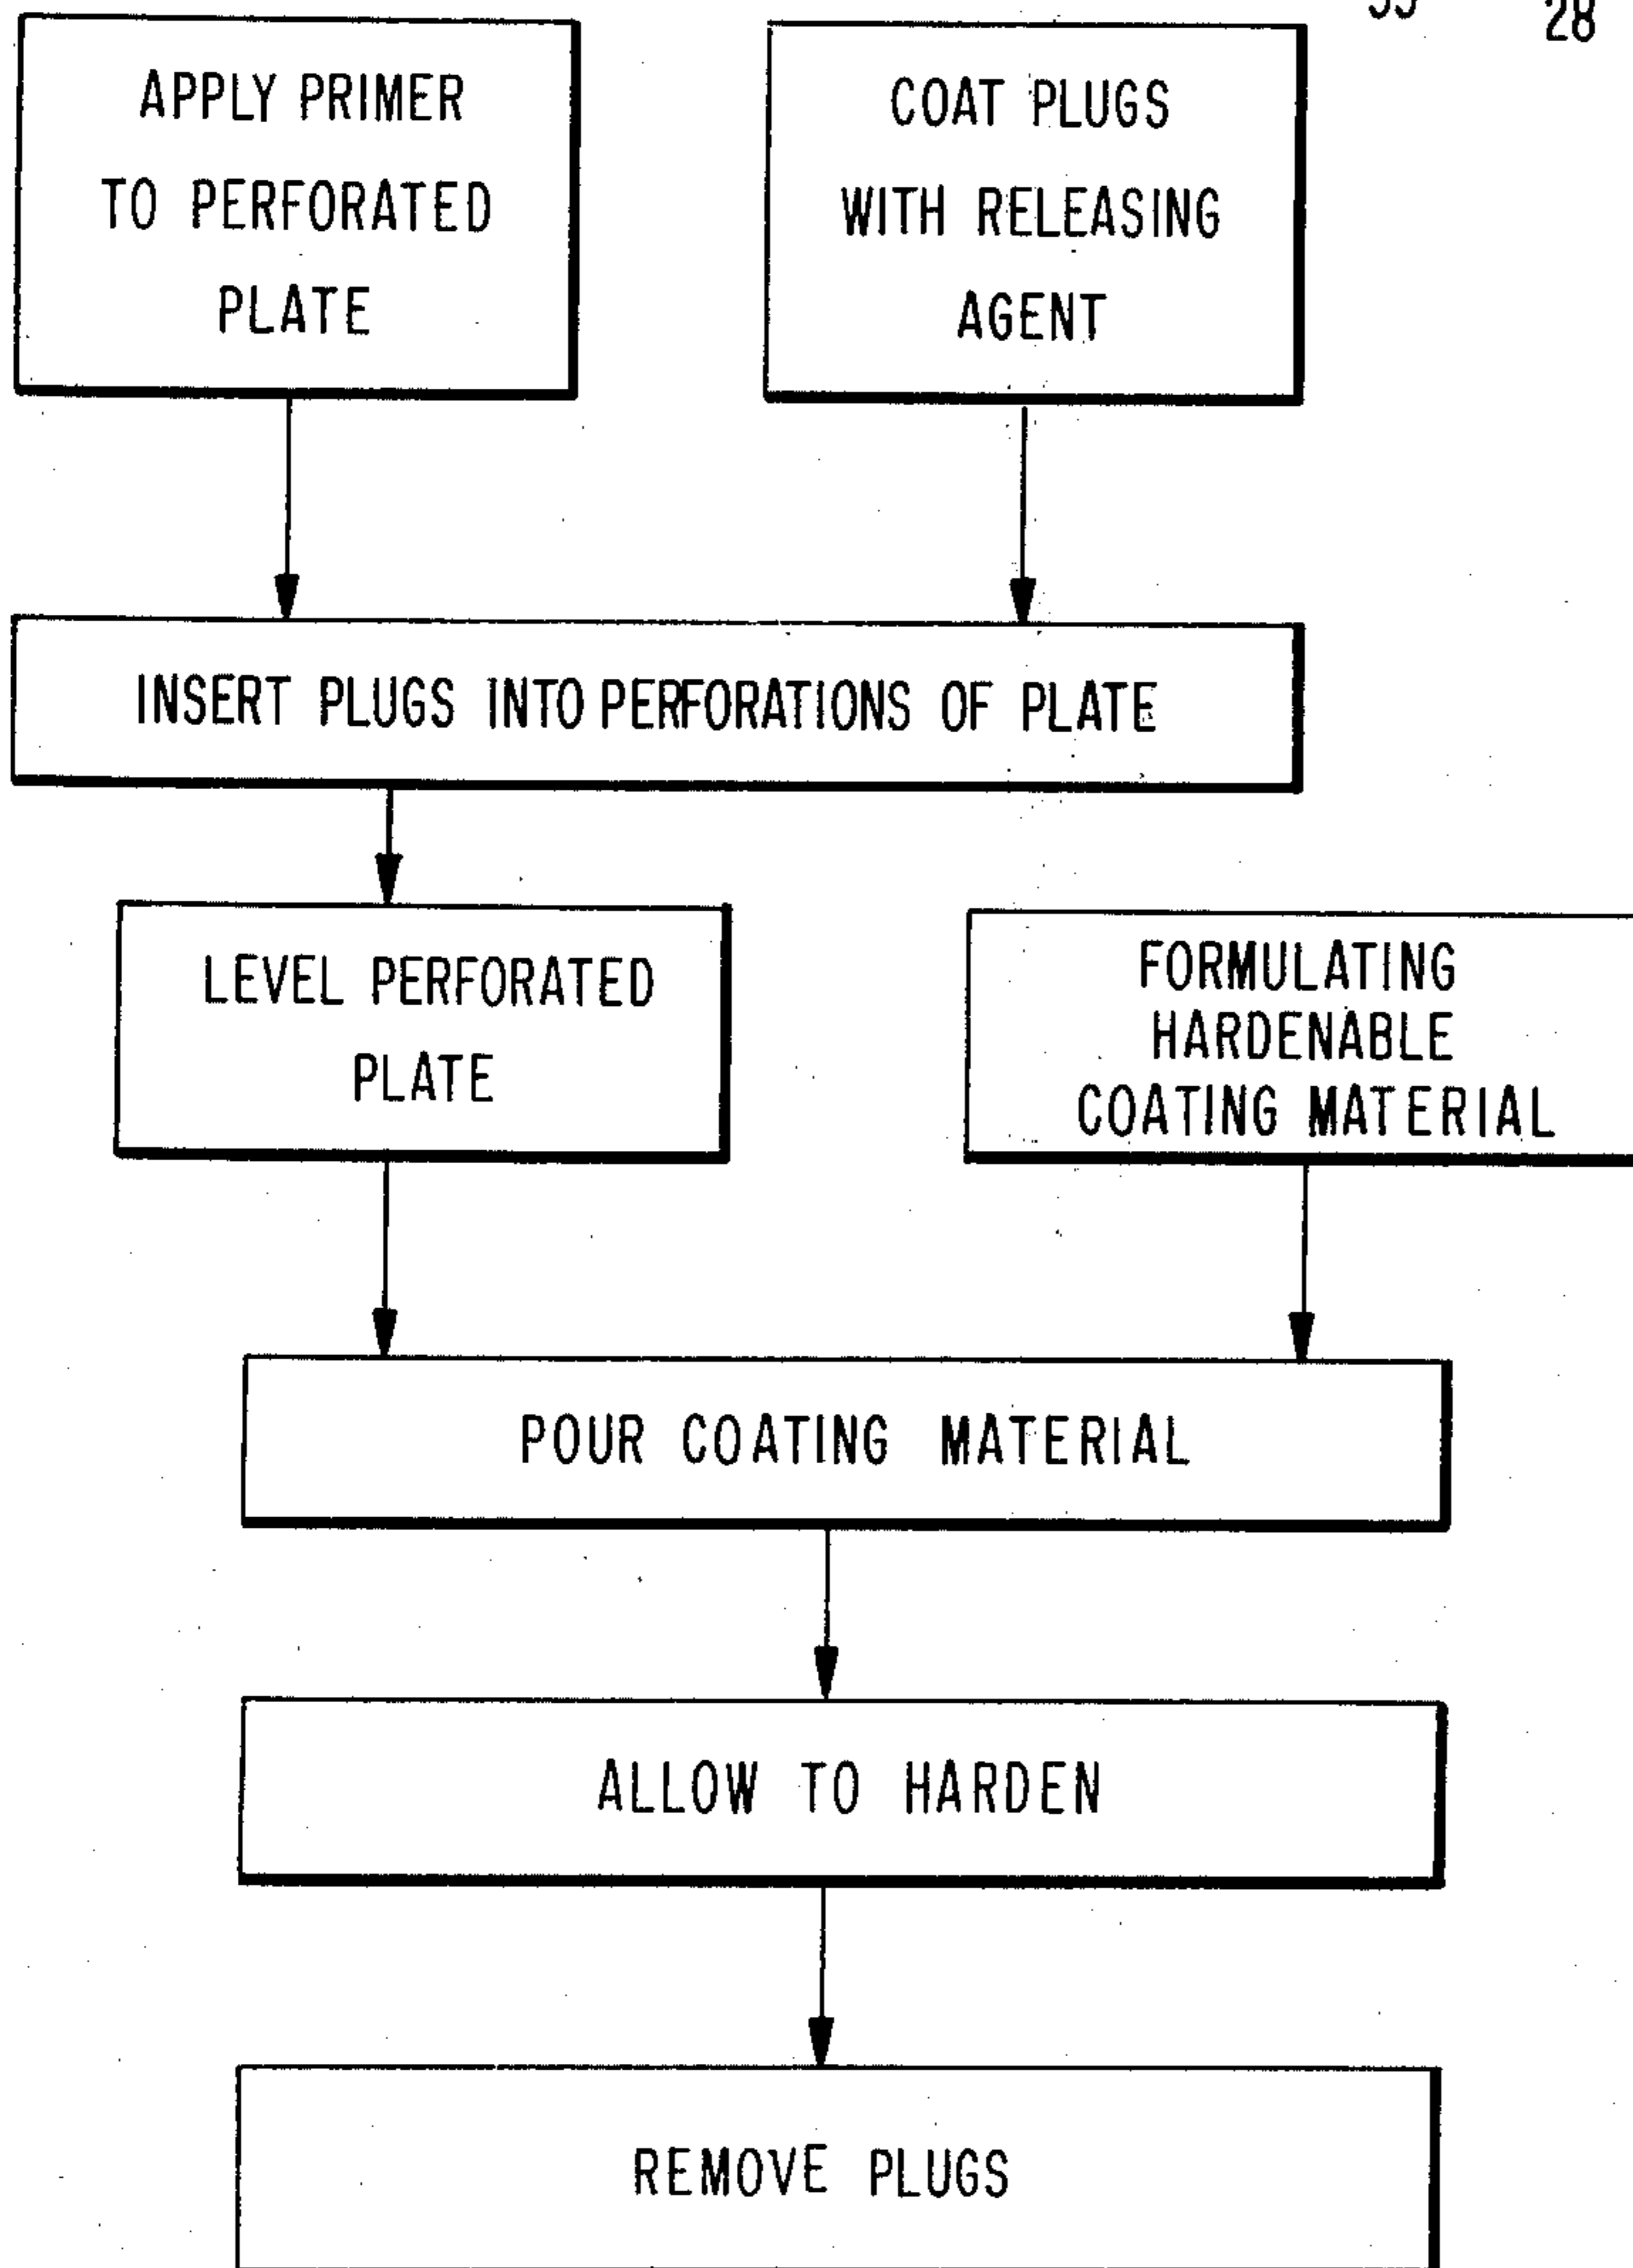 28
APPLY PRIMER
TO PERFORATED
PLATE
COAT PLUGS
WITH RELEASING
AGENT
INSERT PLUGS INTO PERFORATIONS OF PLATE
LEVEL PERFORATED
PLATE
FORMULATING
HARDENABLE
COATING MATERIAL
POUR COATING MATERIAL
ALLOW TO HARDEN
REMOVE PLUGS